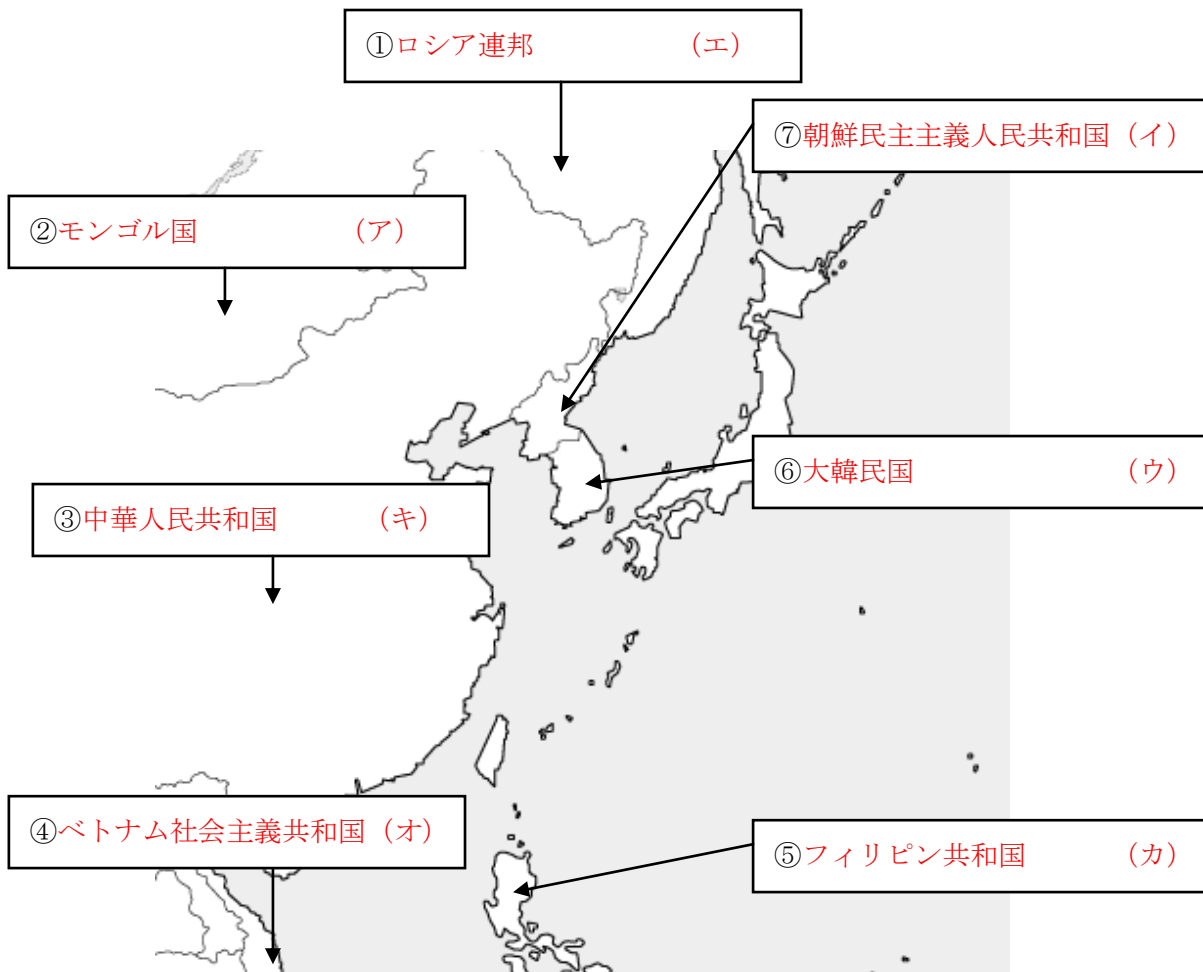 ①ロシア連邦 （エ）
⑦朝鮮民主主義人民共和国（イ）
②モンゴル国 （ア）
⑥大韓民国 （ウ）
③中華人民共和国 （キ）
④ベトナム社会主義共和国（オ）
⑤フィリピン共和国 （カ）